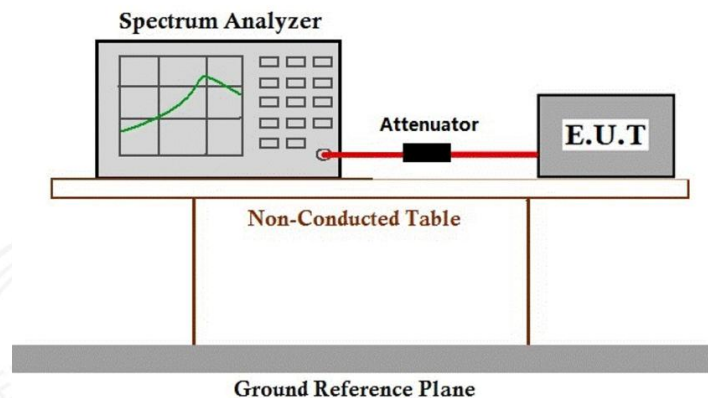 Spectrum Analyzer
Attenuator
E.U.T
Non-Conducted Table
Ground Reference Plane